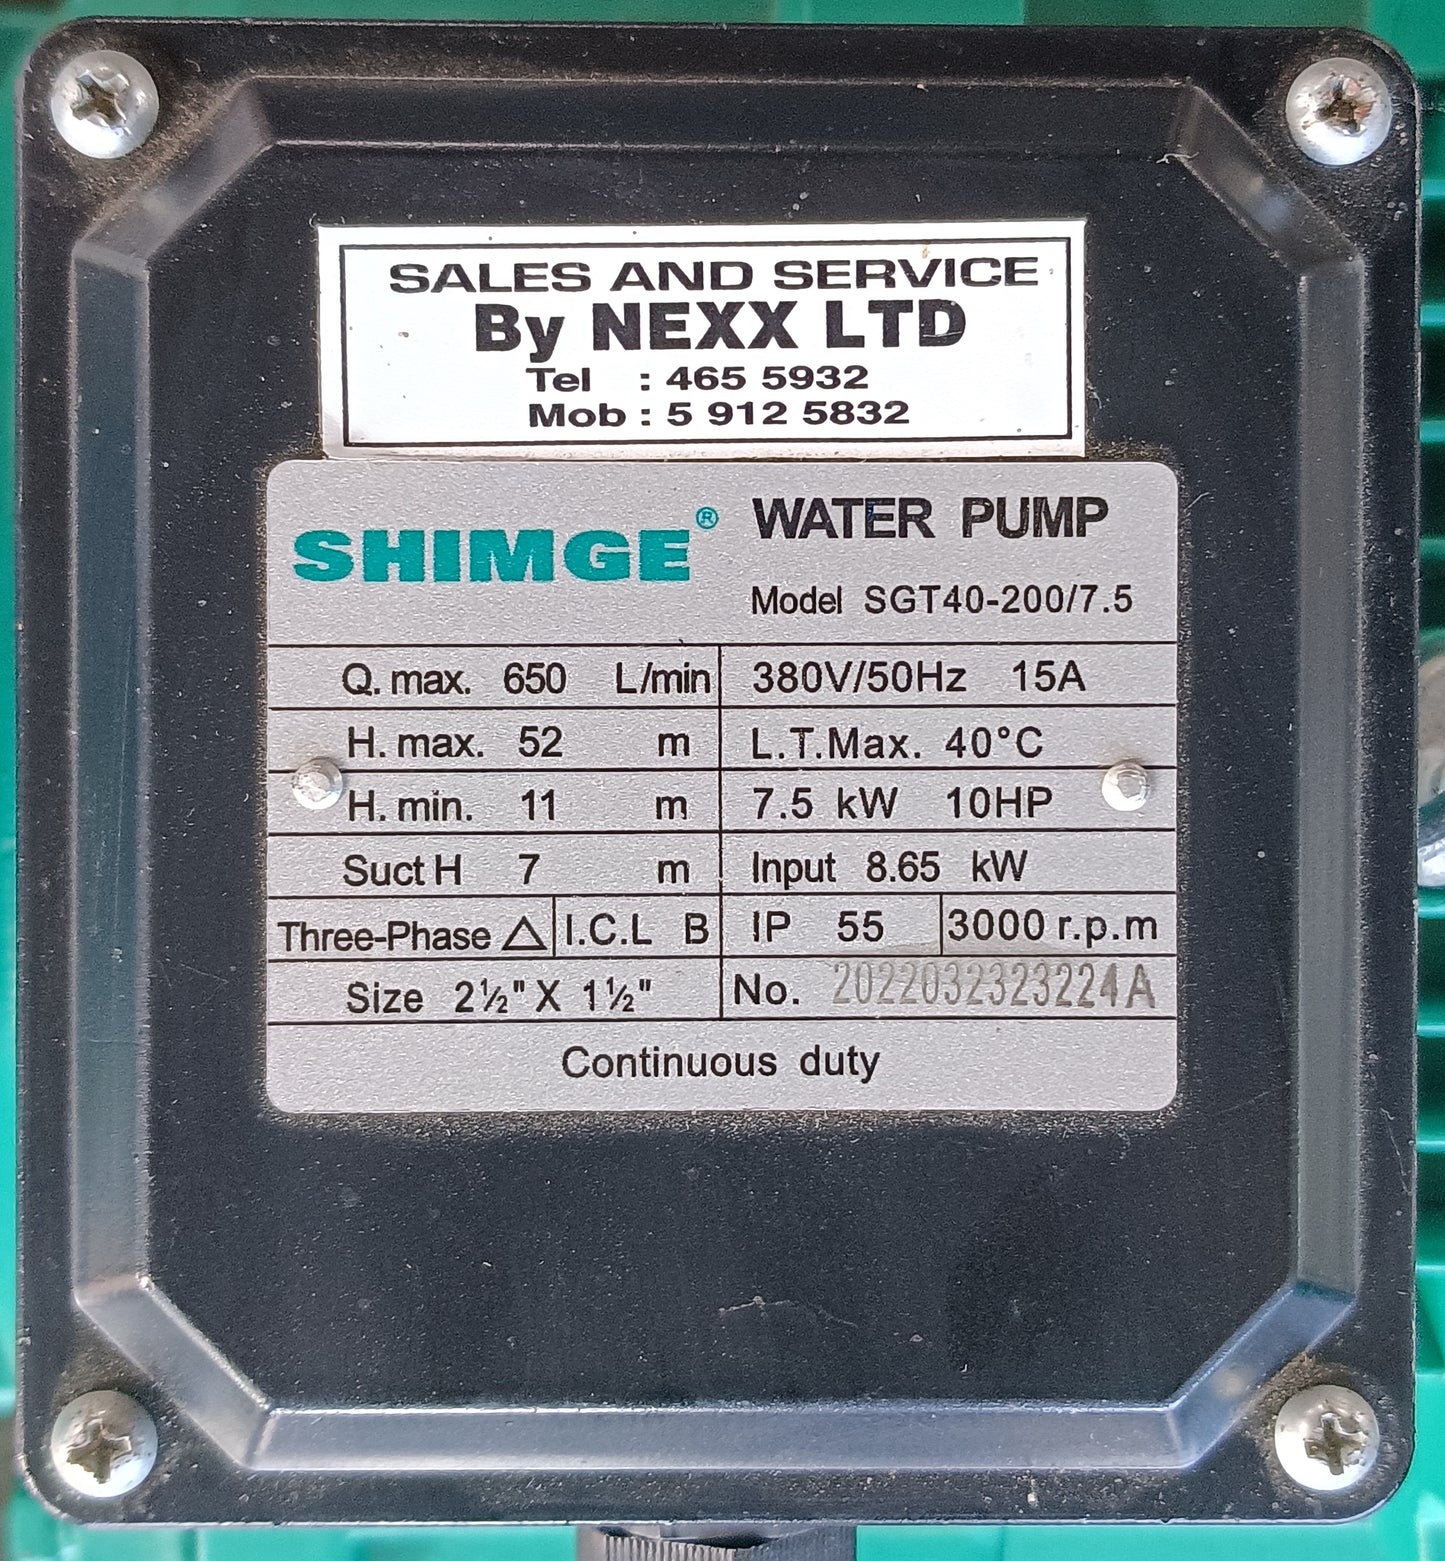 SALES AND SERVICE
By NEXX LTD
Tel : 465 5932
Mob : 5 912 5832
SHIMGE® WATER PUMP
Model SGT40-200/7.5
Q. max. 650 L/min 380V/50Hz 15A
H. max. 52 m L.T.Max. 40°C
H. min. 11 m 7.5 kW 10HP
Suct H 7 m Input 8.65 kW
Three-Phase △ I.C.L B IP 55 3000 r.p.m
Size 2½" X 1½" No. 2022032323224A
Continuous duty